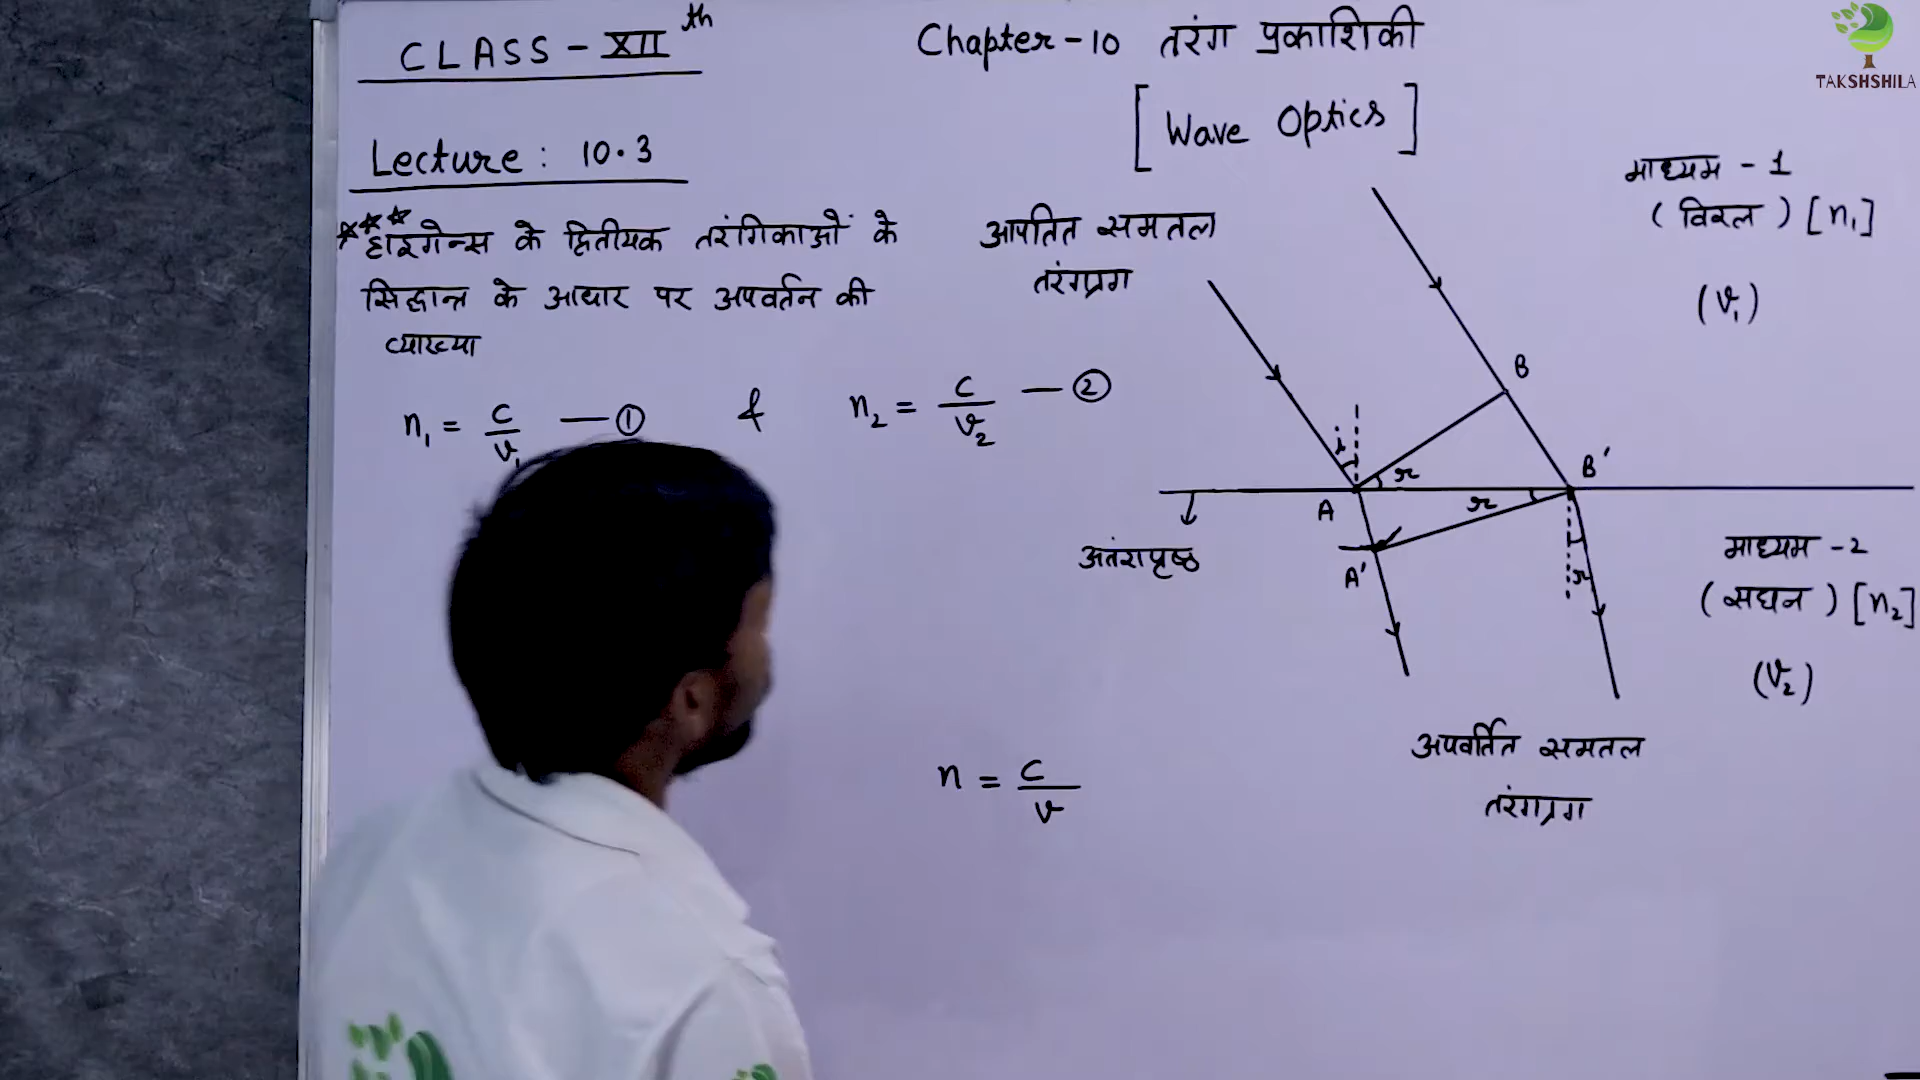 CLASS - XII th
Chapter - 10 तरंग प्रकाशिकी
[ Wave Optics ]
TAKSHSHILA
Lecture : 10.3
*** हाइगेन्स के द्वितीयक तरंगिकाओं के
सिद्धान्त के आधार पर अपवर्तन की
व्याख्या
n₁ = c/v₁ — ① & n₂ = c/v₂ — ②
n = c/v
आपतित समतल
तरंगाग्र
माध्यम - 1
( विरल ) [n₁]
(v₁)
B
i
r
B'
A
r
अतंरापृष्ठ
A'
r
माध्यम - 2
( सघन ) [n₂]
(v₂)
अपवर्तित समतल
तरंगाग्र